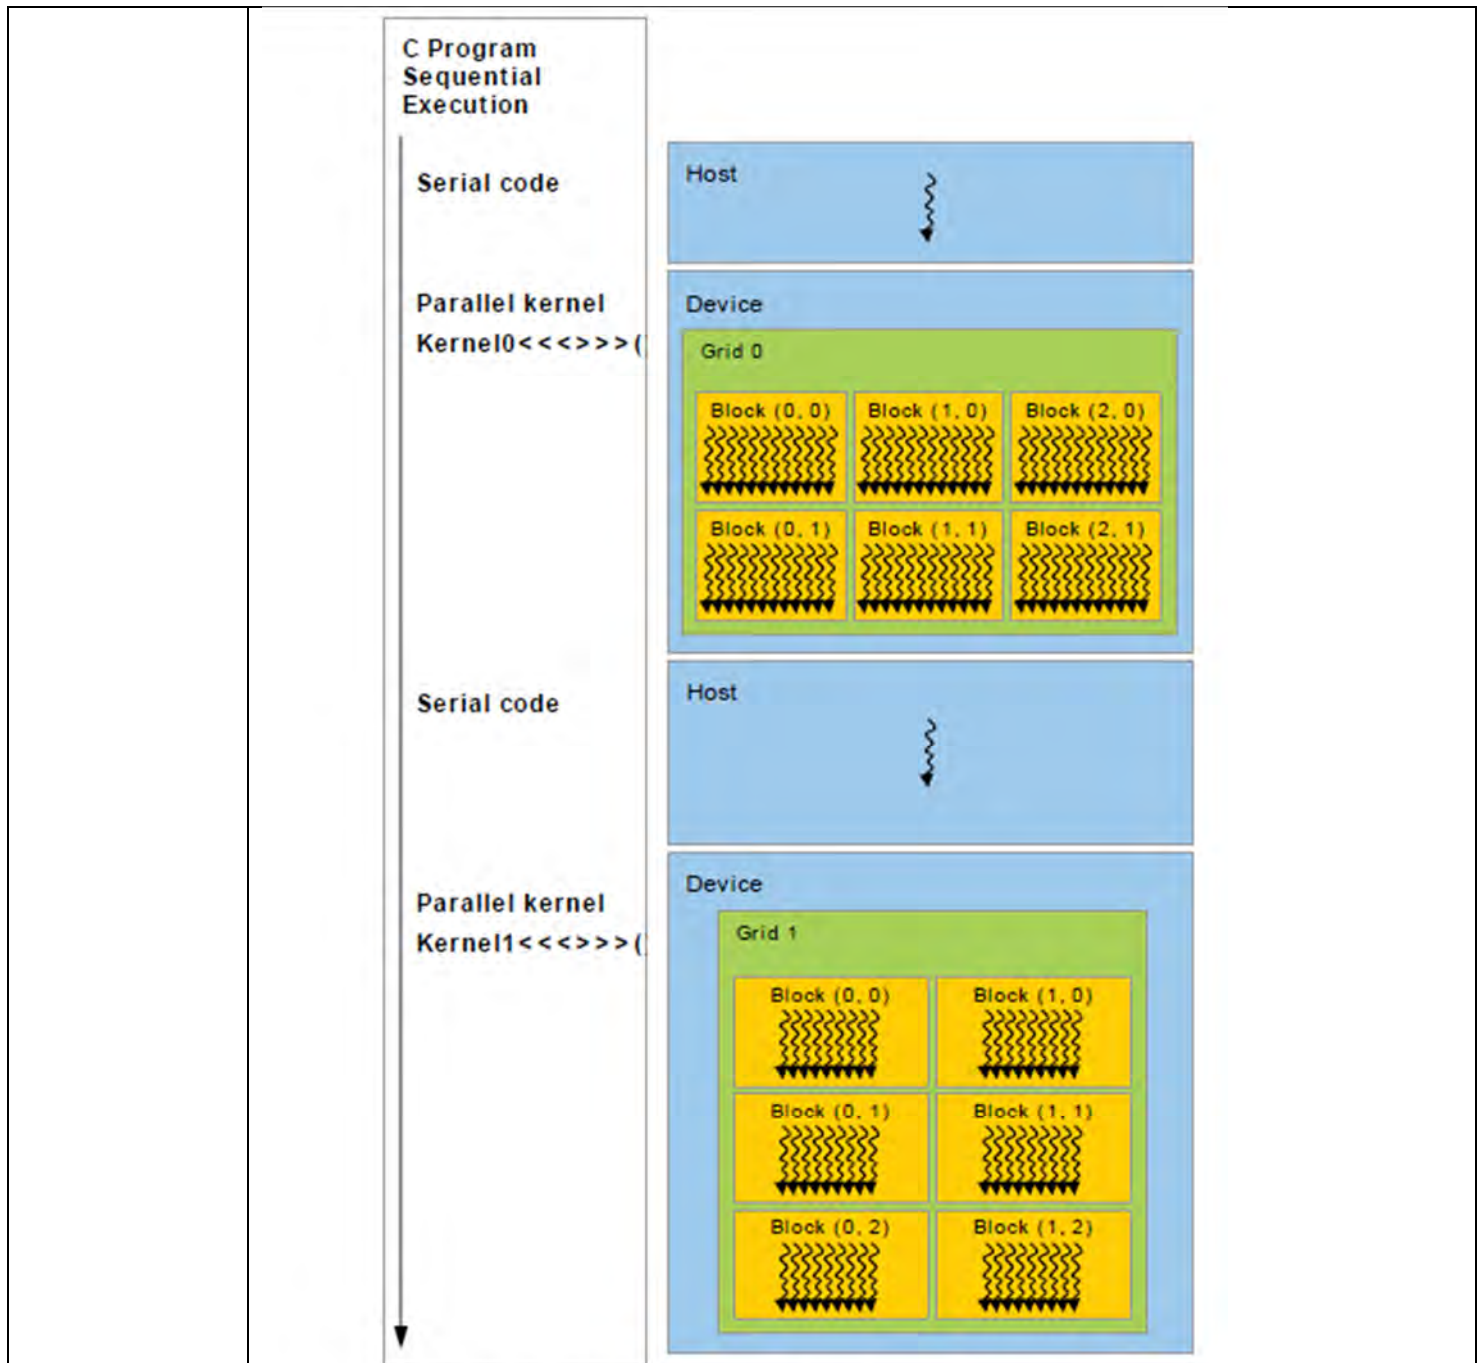 C Program
Sequential
Execution
Serial code
Host
Parallel kernel
Kernel0<<<>>>()
Device
Grid 0
Block (0, 0) Block (1, 0) Block (2, 0)
Block (0, 1) Block (1, 1) Block (2, 1)
Serial code
Host
Parallel kernel
Kernel1<<<>>>()
Device
Grid 1
Block (0, 0) Block (1, 0)
Block (0, 1) Block (1, 1)
Block (0, 2) Block (1, 2)